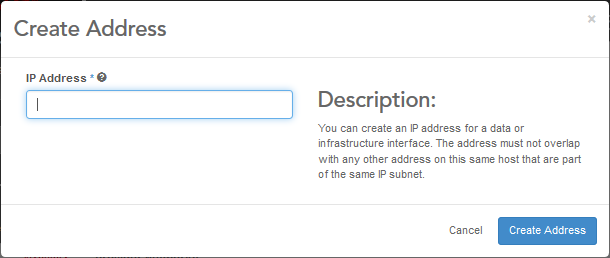 Create Address
×
IP Address *
Description:
You can create an IP address for a data or
infrastructure interface. The address must not overlap
with any other address on this same host that are part
of the same IP subnet.
Cancel
Create Address